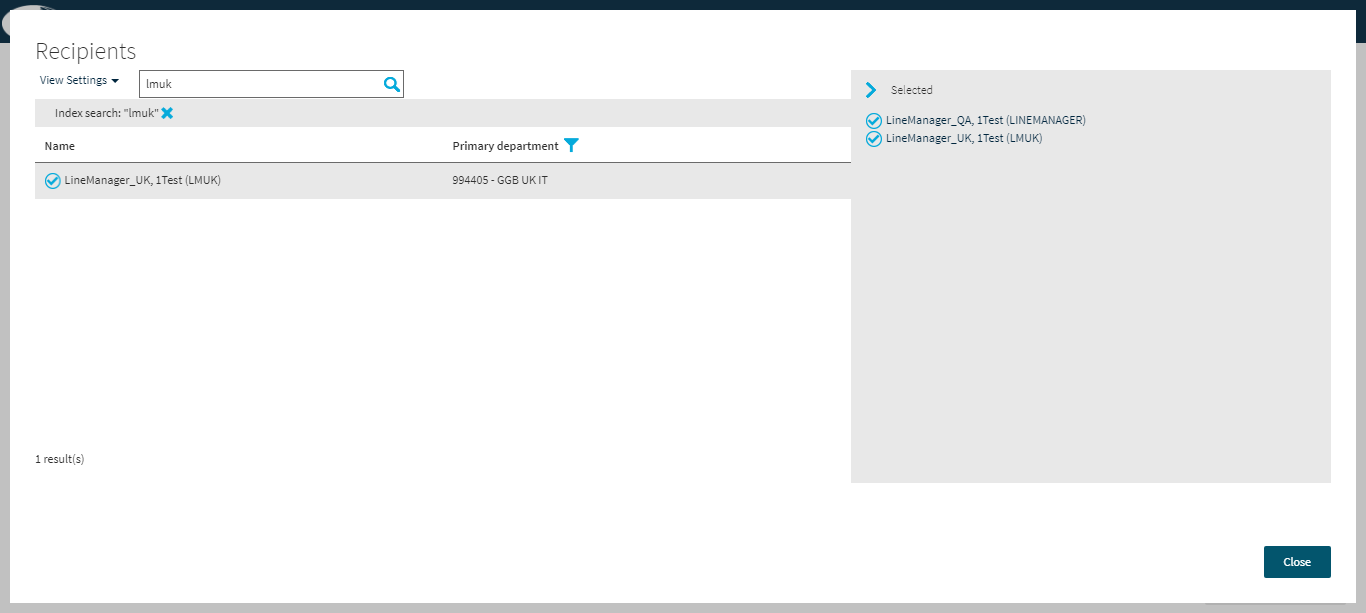 Recipients
View Settings
lmuk
Index search: "lmuk"
Name Primary department
LineManager_UK, 1Test (LMUK) 994405 - GGB UK IT
1 result(s)
Selected
LineManager_QA, 1Test (LINEMANAGER)
LineManager_UK, 1Test (LMUK)
Close